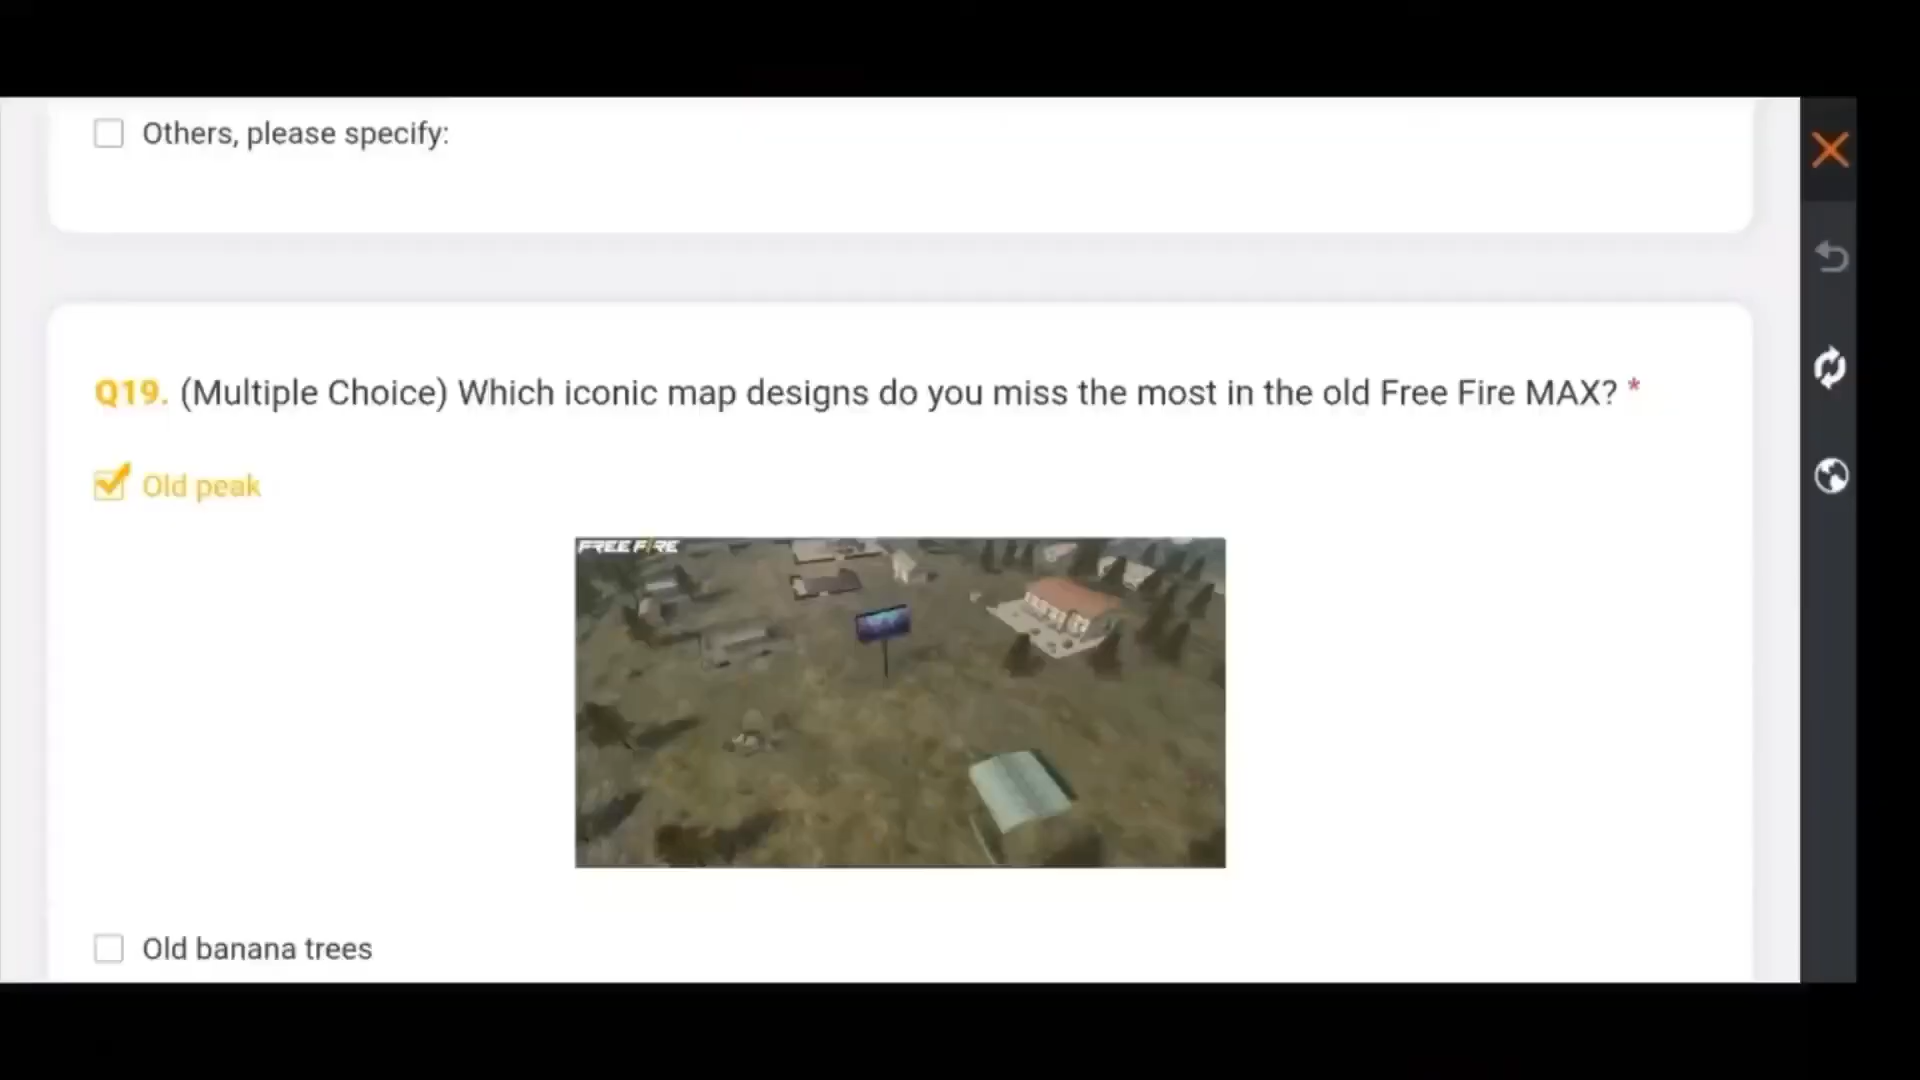 Others, please specify:
Q19. (Multiple Choice) Which iconic map designs do you miss the most in the old Free Fire MAX? *
Old peak
FREE FIRE
Old banana trees